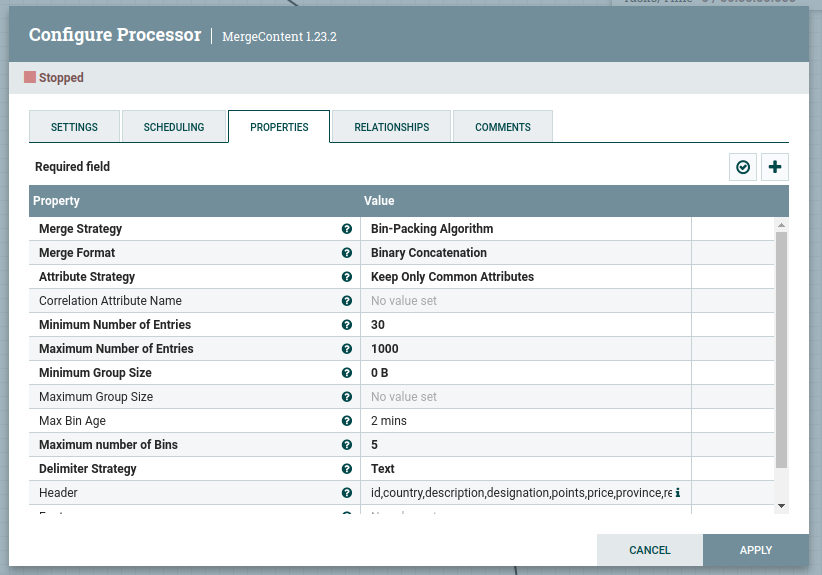 Configure Processor | MergeContent 1.23.2
Stopped
SETTINGS SCHEDULING PROPERTIES RELATIONSHIPS COMMENTS
Required field
Property Value
Merge Strategy Bin-Packing Algorithm
Merge Format Binary Concatenation
Attribute Strategy Keep Only Common Attributes
Correlation Attribute Name No value set
Minimum Number of Entries 30
Maximum Number of Entries 1000
Minimum Group Size 0 B
Maximum Group Size No value set
Max Bin Age 2 mins
Maximum number of Bins 5
Delimiter Strategy Text
Header id,country,description,designation,points,price,province,re
CANCEL APPLY